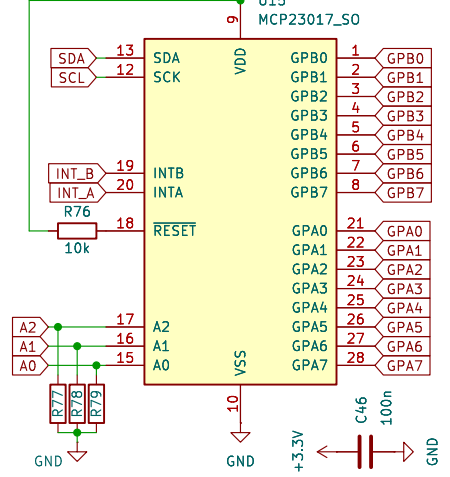 U15
MCP23017_SO
9
VDD
SDA 13 SDA GPB0 1 GPB0
SCL 12 SCK GPB1 2 GPB1
GPB2 3 GPB2
GPB3 4 GPB3
GPB4 5 GPB4
GPB5 6 GPB5
INT_B 19 INTB GPB6 7 GPB6
INT_A 20 INTA GPB7 8 GPB7
R76
10k
18 RESET GPA0 21 GPA0
GPA1 22 GPA1
GPA2 23 GPA2
GPA3 24 GPA3
GPA4 25 GPA4
A2 17 A2 GPA5 26 GPA5
A1 16 A1 GPA6 27 GPA6
A0 15 A0 GPA7 28 GPA7
VSS
10
R77
R78
R79
GND
GND
+3.3V
C46
100n
GND